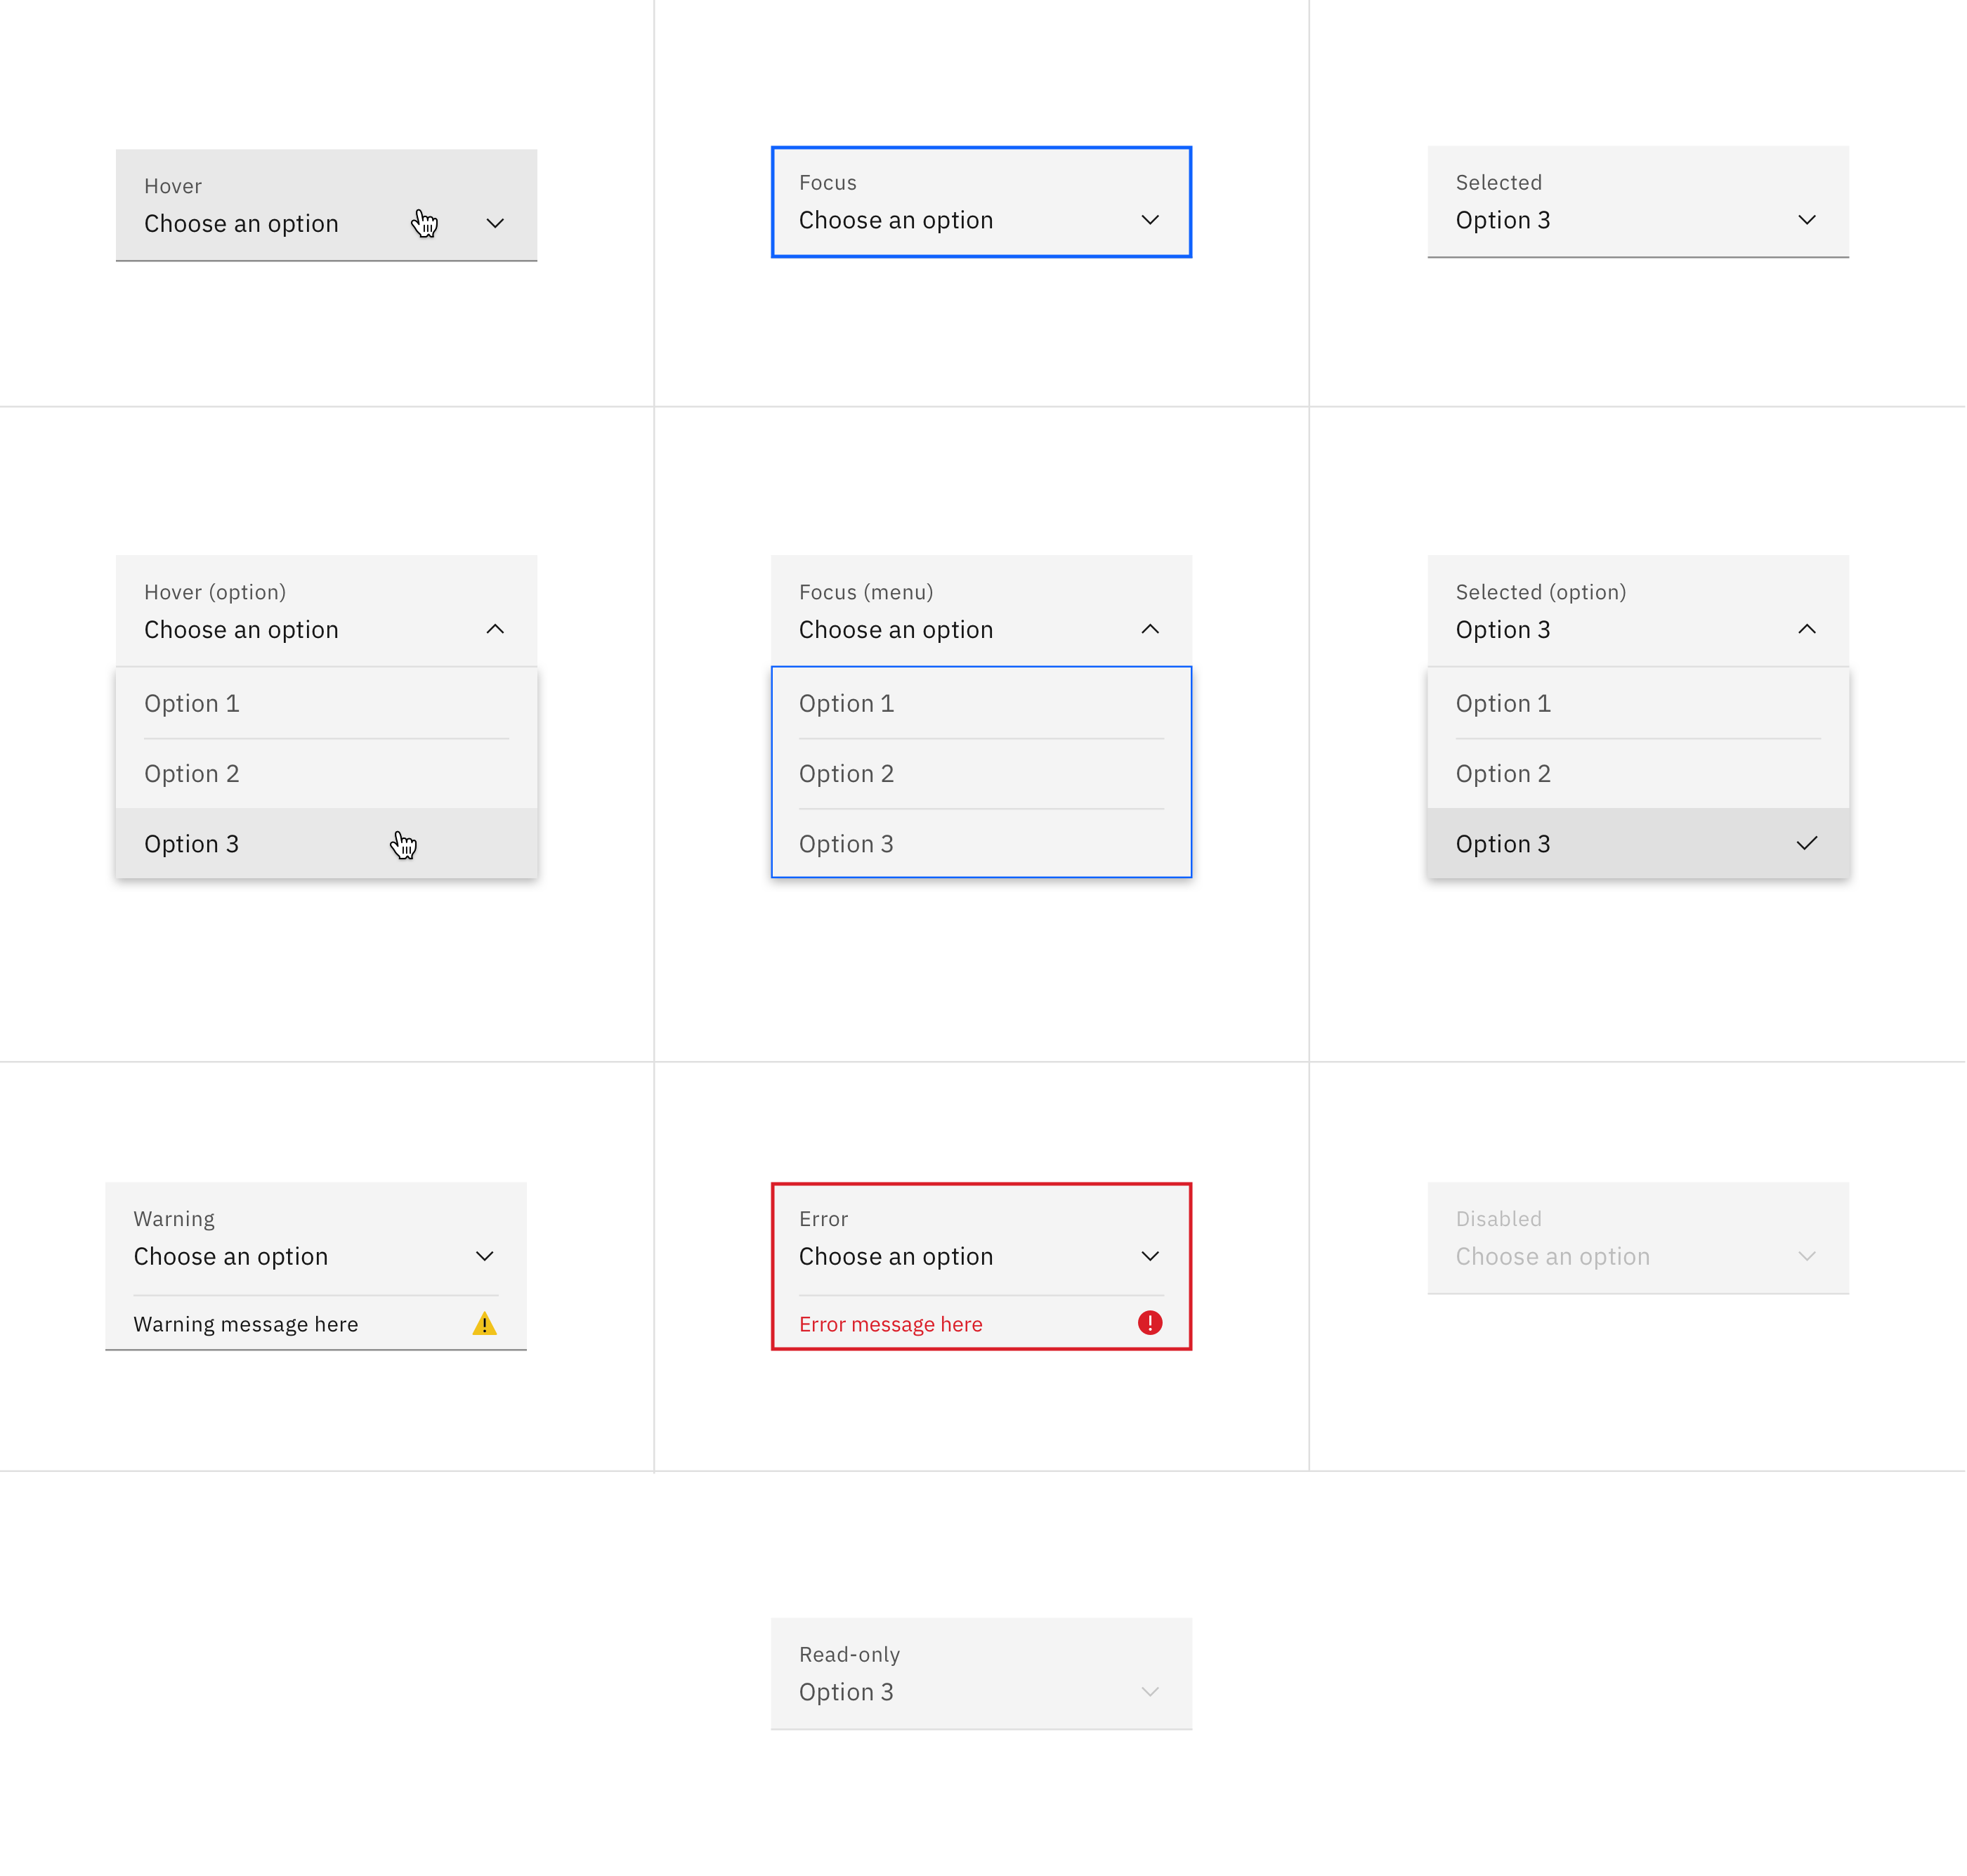 Hover
Choose an option
Focus
Choose an option
Selected
Option 3
Hover (option)
Choose an option
Option 1
Option 2
Option 3
Focus (menu)
Choose an option
Option 1
Option 2
Option 3
Selected (option)
Option 3
Option 1
Option 2
Option 3
Warning
Choose an option
Warning message here
Error
Choose an option
Error message here
Disabled
Choose an option
Read-only
Option 3